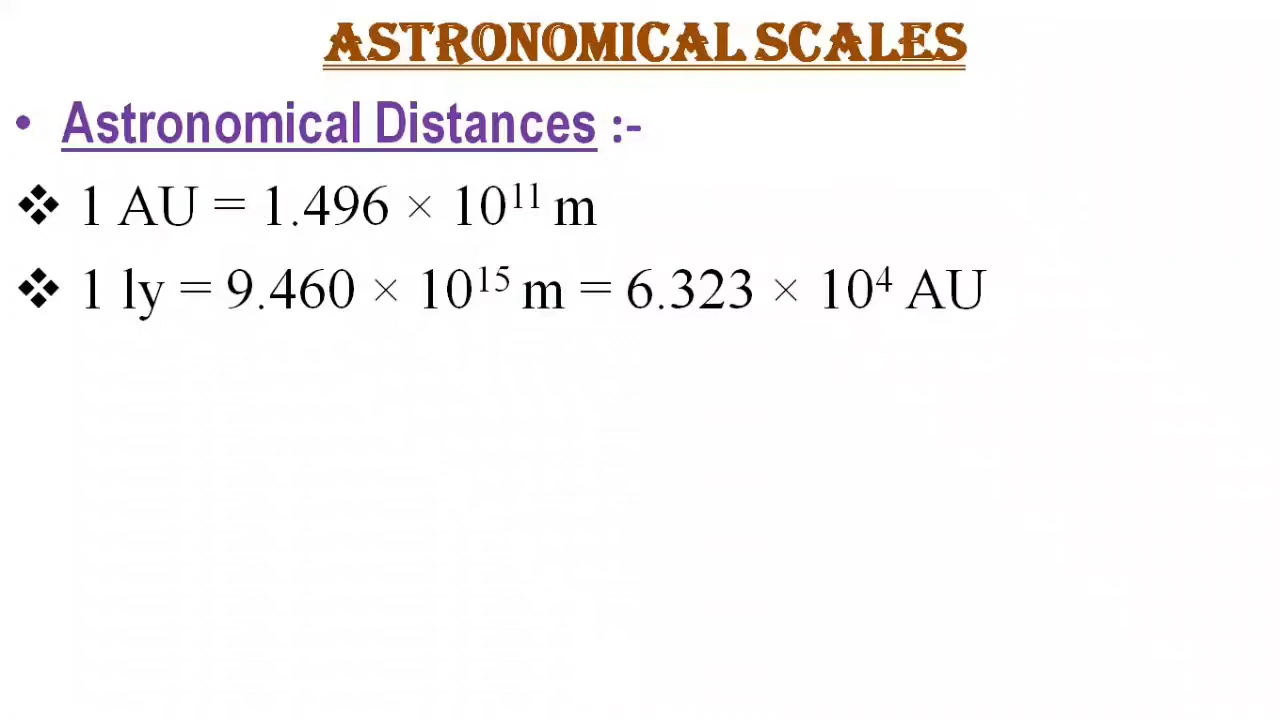 ASTRONOMICAL SCALES
• Astronomical Distances :-
❖ 1 AU = 1.496 × 10¹¹ m
❖ 1 ly = 9.460 × 10¹⁵ m = 6.323 × 10⁴ AU